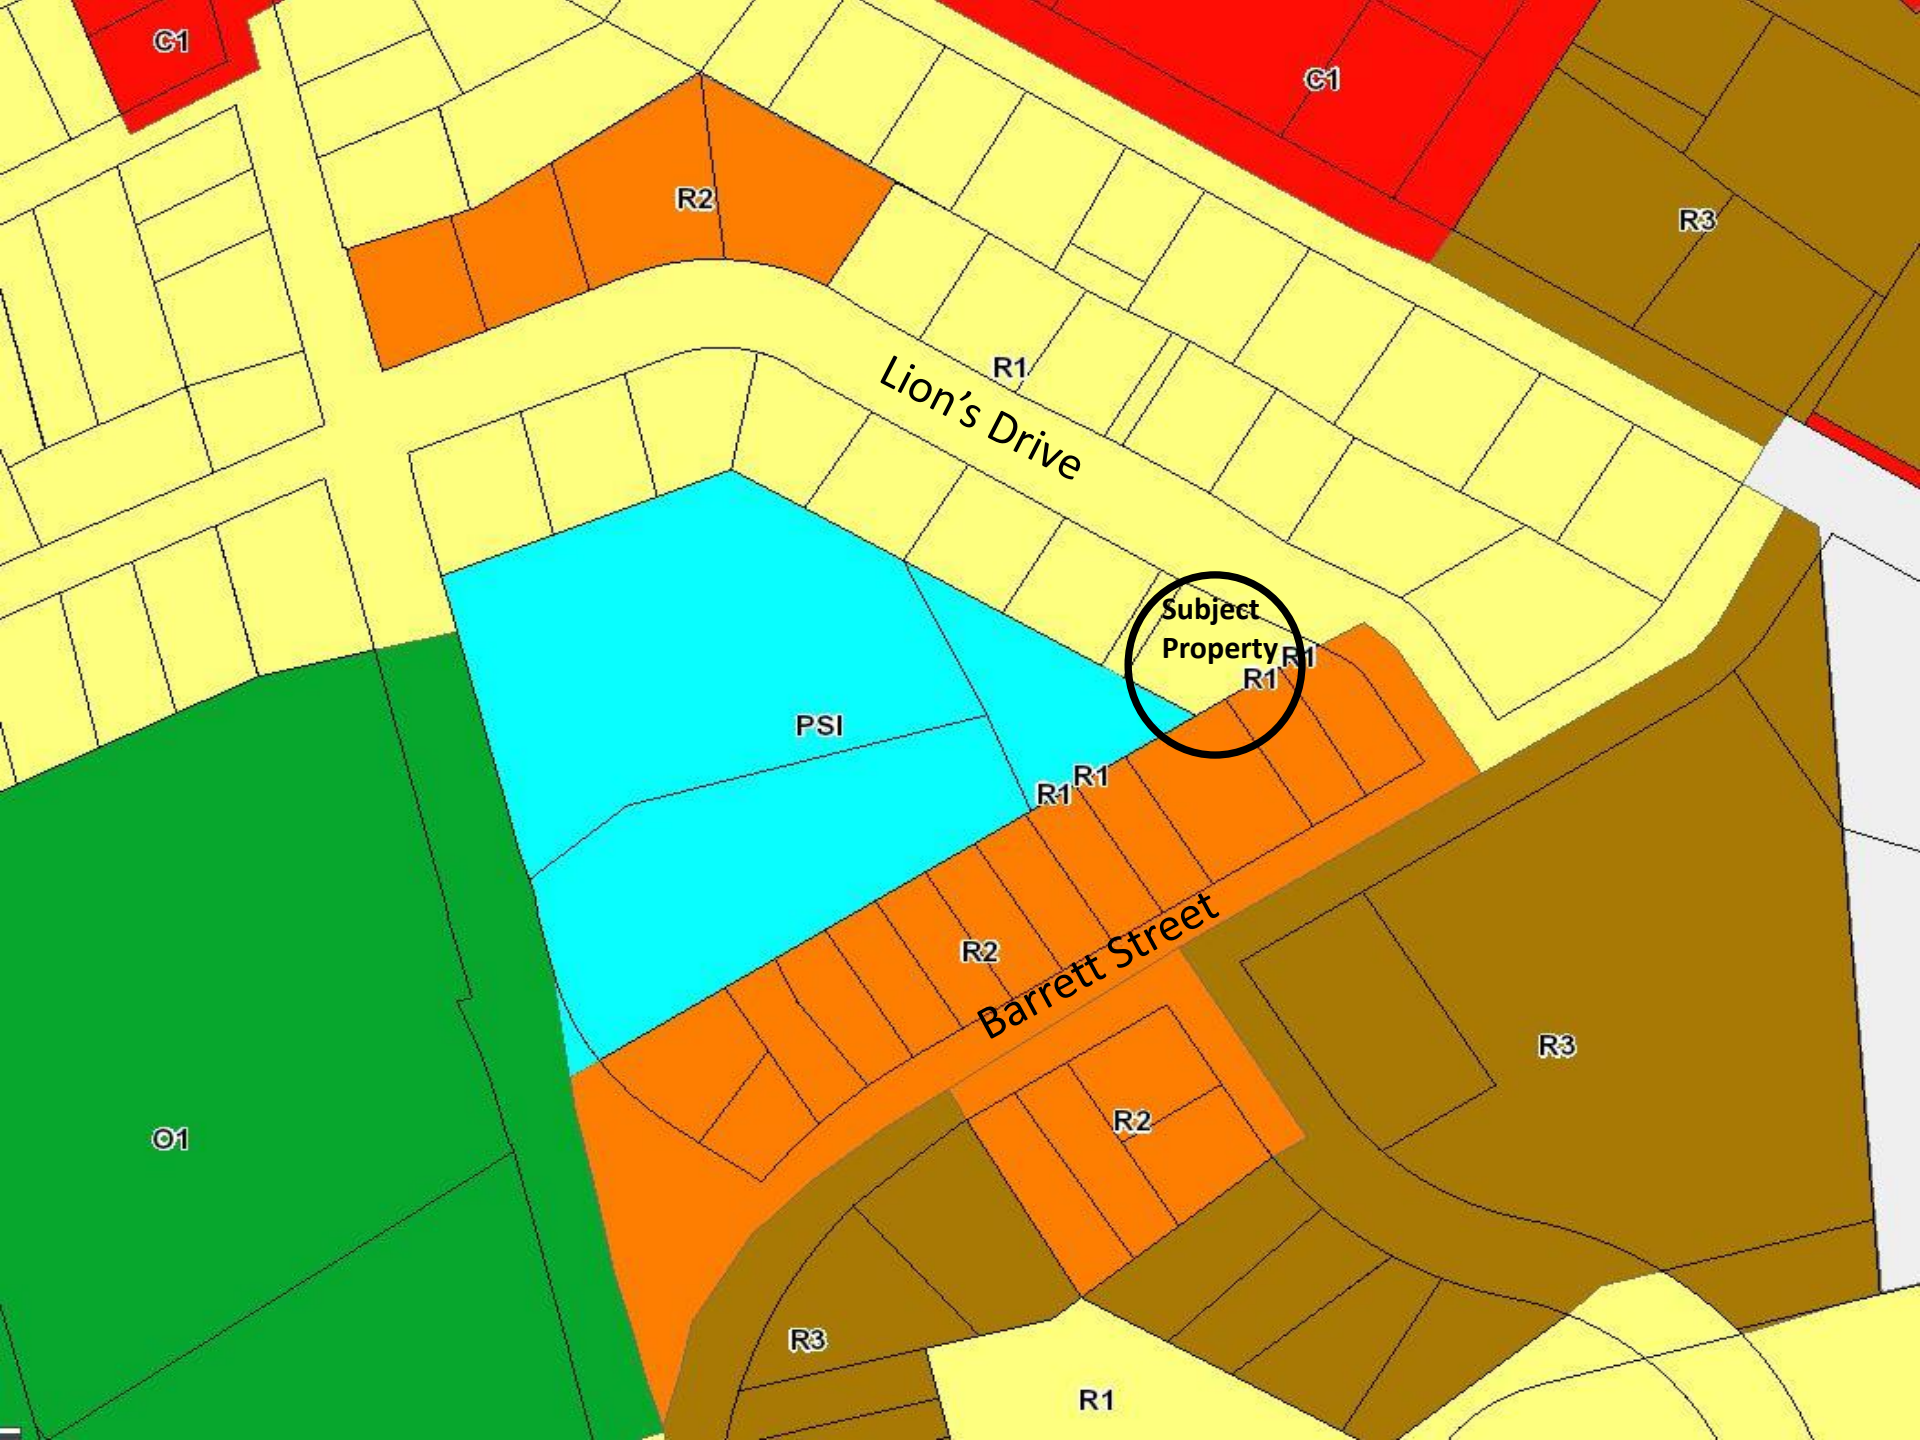 C1
C1
R2
R3
R1
Lion's Drive
Subject
Property
R1
R1
PSI
R1
R1
R2
Barrett Street
R3
R2
O1
R3
R1